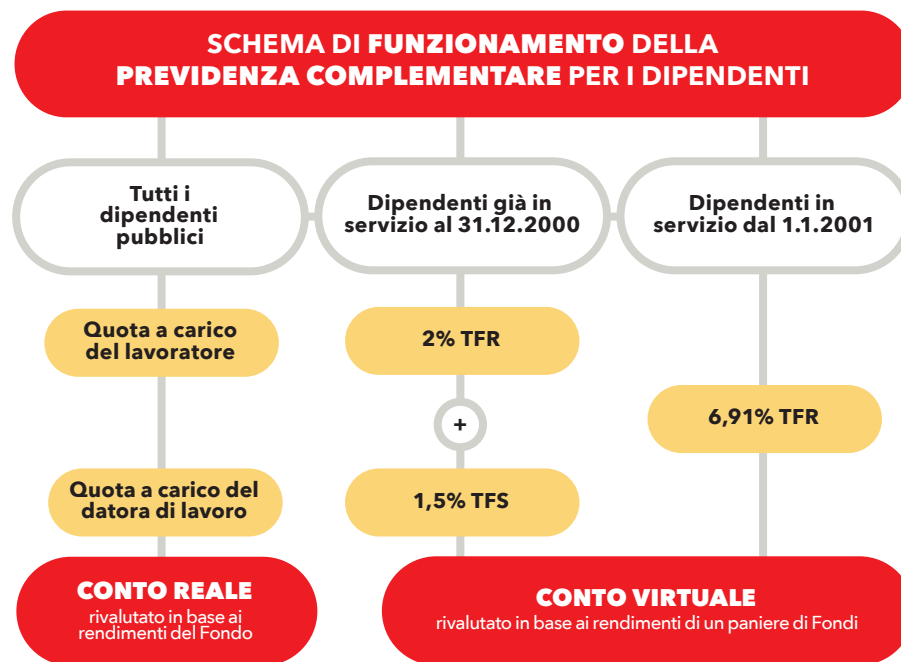 SCHEMA DI FUNZIONAMENTO DELLA
PREVIDENZA COMPLEMENTARE PER I DIPENDENTI
Tutti i
dipendenti
pubblici
Dipendenti già in
servizio al 31.12.2000
Dipendenti in
servizio dal 1.1.2001
Quota a carico
del lavoratore
2% TFR
+
6,91% TFR
Quota a carico del
datora di lavoro
1,5% TFS
CONTO REALE
rivalutato in base ai
rendimenti del Fondo
CONTO VIRTUALE
rivalutato in base ai rendimenti di un paniere di Fondi